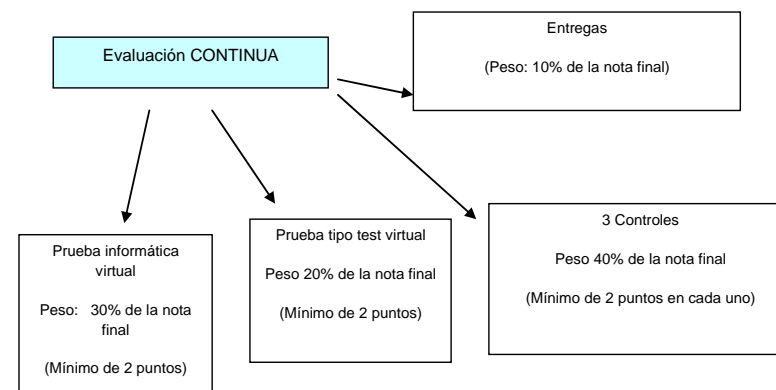 Evaluación CONTINUA
Entregas
(Peso: 10% de la nota final)
Prueba informática
virtual
Peso: 30% de la nota
final
(Mínimo de 2 puntos)
Prueba tipo test virtual
Peso 20% de la nota final
(Mínimo de 2 puntos)
3 Controles
Peso 40% de la nota final
(Mínimo de 2 puntos en cada uno)